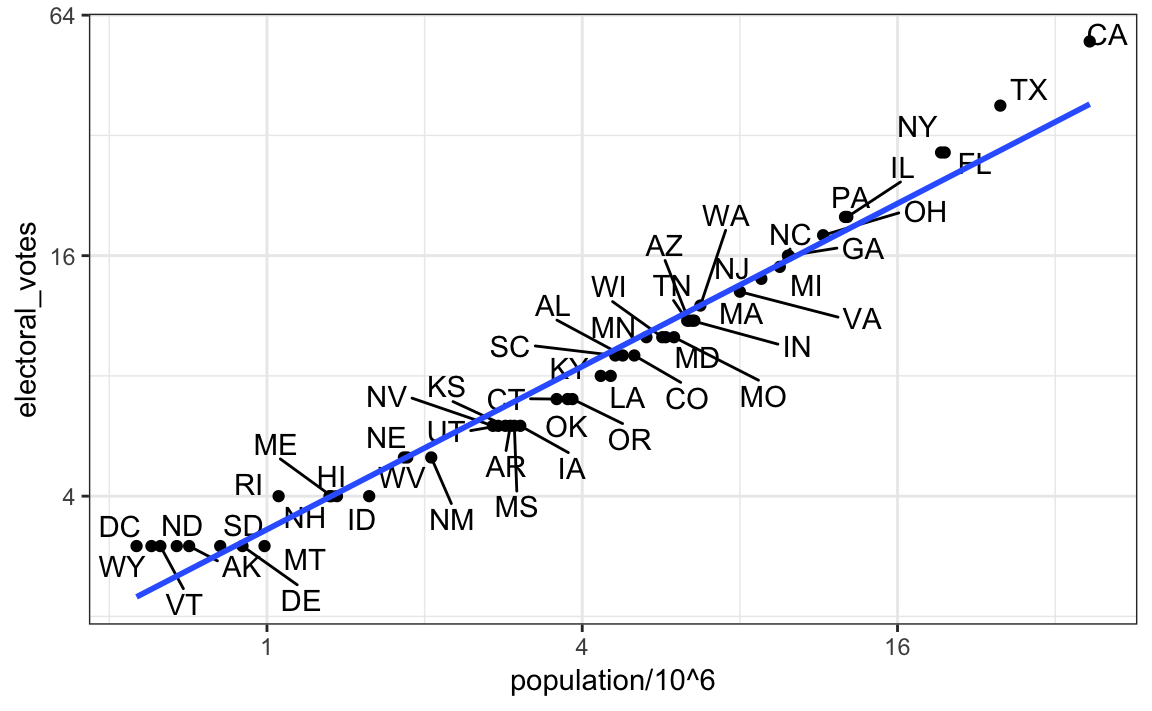 64
CA
TX
NY
FL
IL
PA
OH
WA
NC
GA
16
AZ
NJ
TN
MI
WI
AL
MA
VA
MN
SC
IN
MD
KY
KS
NV
CT
LA
CO
MO
ME
NE
UT
OK
OR
RI
HI
WV
AR
IA
4
MS
NH
ID
NM
DC
ND
SD
WY
AK
MT
VT
DE
electoral_votes
1
4
16
population/10^6